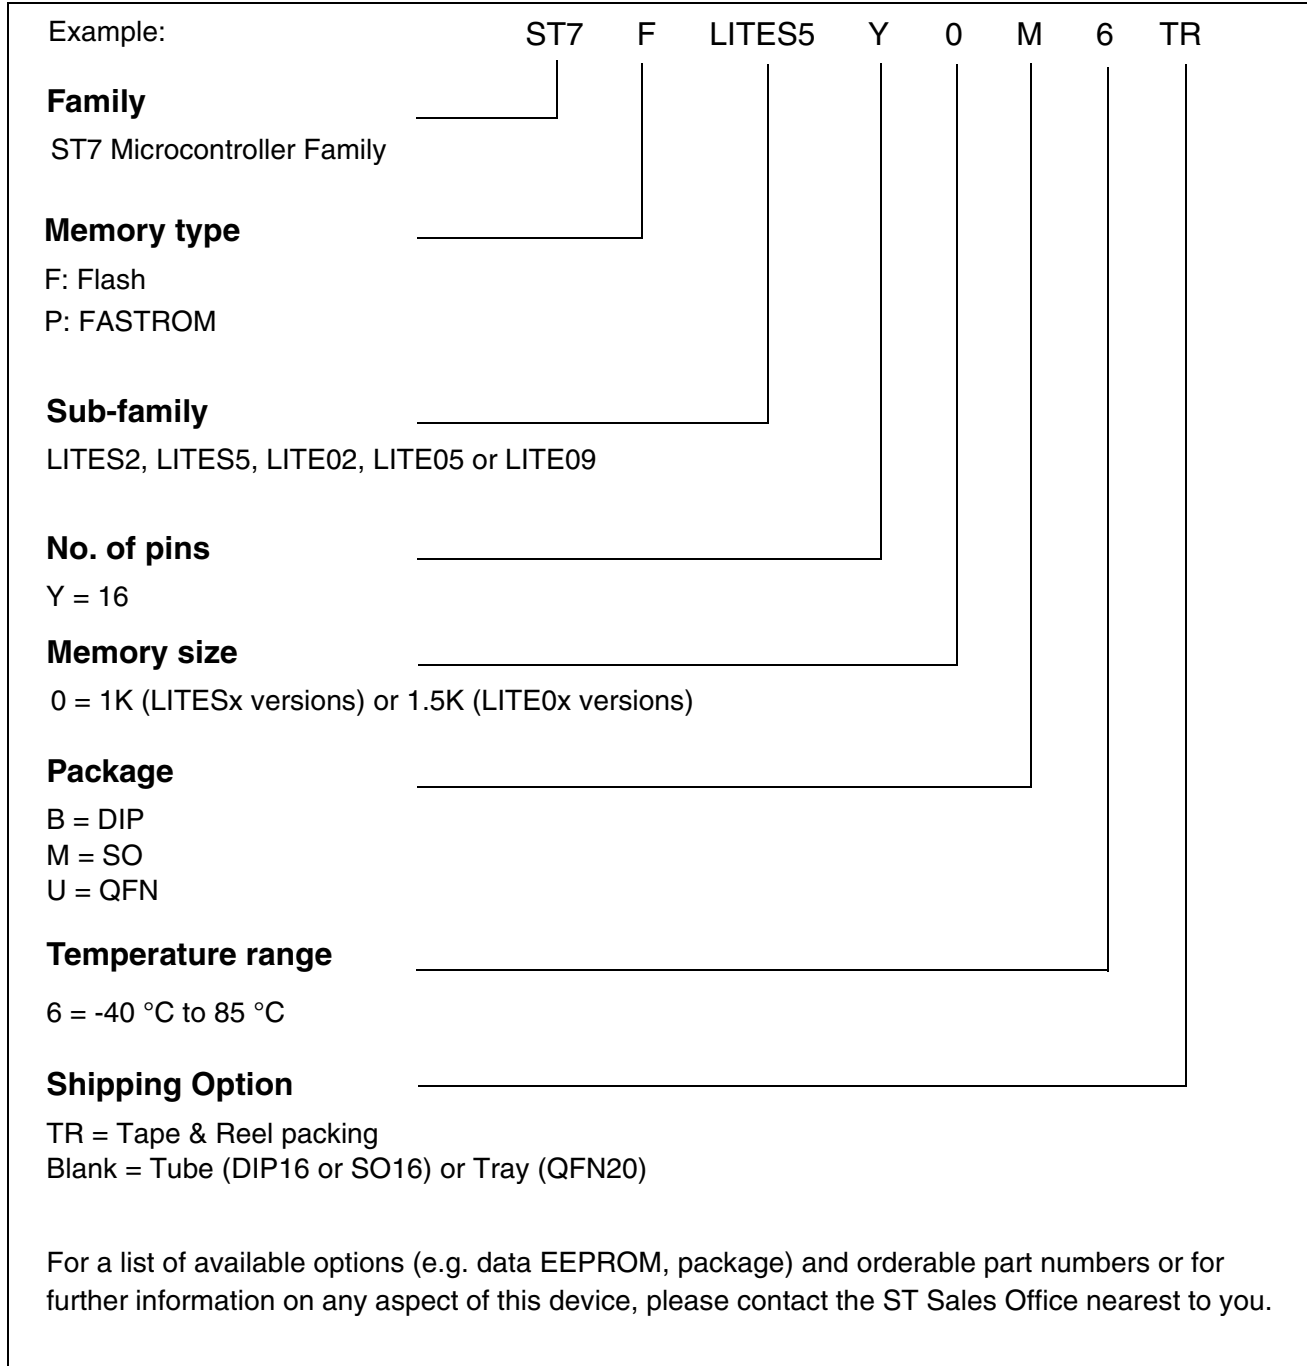 Example: ST7 F LITES5 Y 0 M 6 TR
Family
ST7 Microcontroller Family
Memory type
F: Flash
P: FASTROM
Sub-family
LITES2, LITES5, LITE02, LITE05 or LITE09
No. of pins
Y = 16
Memory size
0 = 1K (LITESx versions) or 1.5K (LITE0x versions)
Package
B = DIP
M = SO
U = QFN
Temperature range
6 = -40 °C to 85 °C
Shipping Option
TR = Tape & Reel packing
Blank = Tube (DIP16 or SO16) or Tray (QFN20)
For a list of available options (e.g. data EEPROM, package) and orderable part numbers or for
further information on any aspect of this device, please contact the ST Sales Office nearest to you.